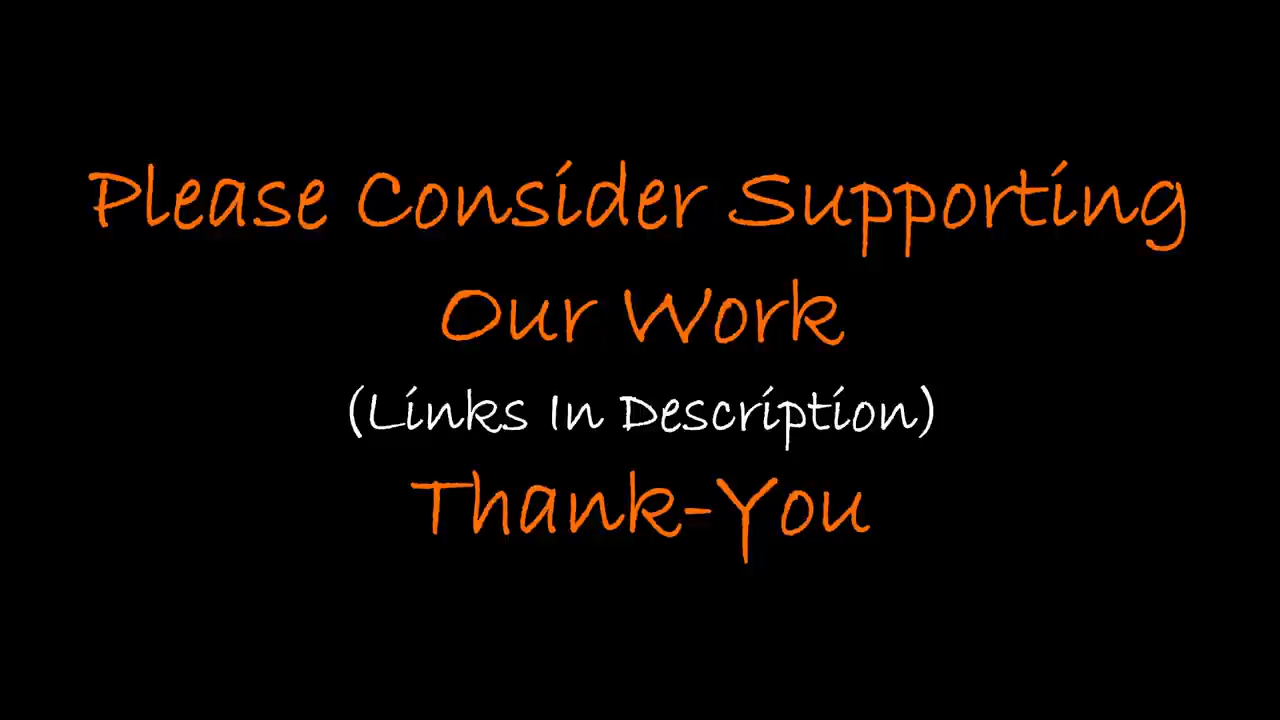 Please Consider Supporting
Our Work
(Links In Description)
Thank-You